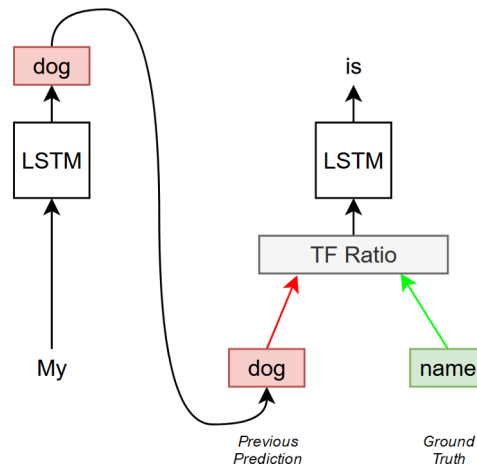 dog
is
LSTM
LSTM
TF Ratio
My
dog
name
Previous
Prediction
Ground
Truth